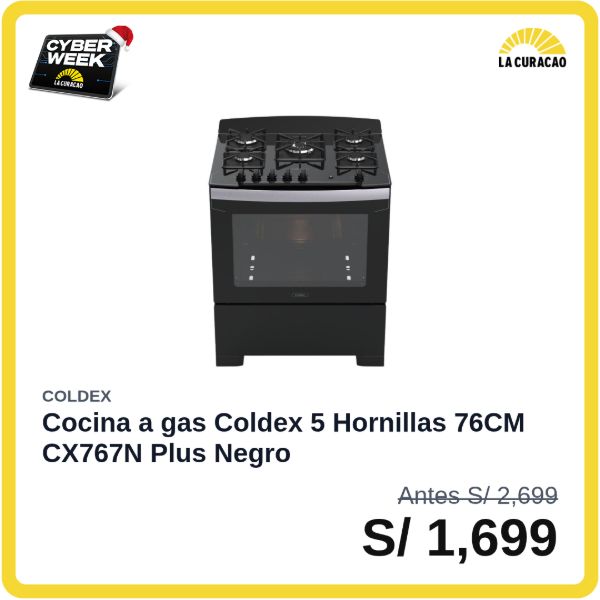 CYBER
WEEK
LA CURACAO
LA CURACAO
COLDEX
Cocina a gas Coldex 5 Hornillas 76CM
CX767N Plus Negro
Antes S/ 2,699
S/ 1,699